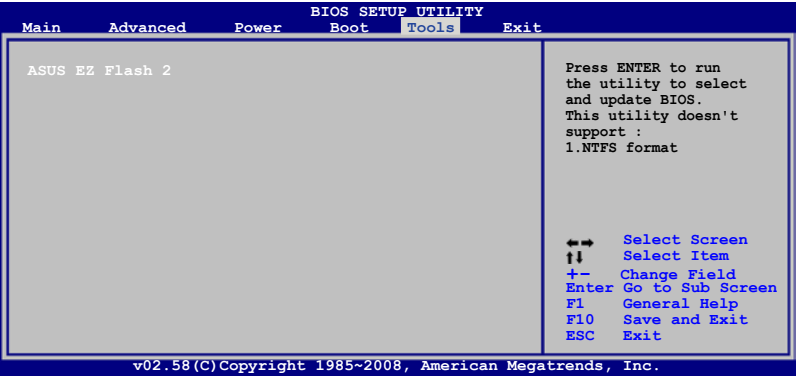 BIOS SETUP UTILITY
Main Advanced Power Boot Tools Exit
ASUS EZ Flash 2
Press ENTER to run
the utility to select
and update BIOS.
This utility doesn't
support :
1.NTFS format
←→ Select Screen
↑↓ Select Item
+- Change Field
Enter Go to Sub Screen
F1 General Help
F10 Save and Exit
ESC Exit
v02.58(C)Copyright 1985~2008, American Megatrends, Inc.